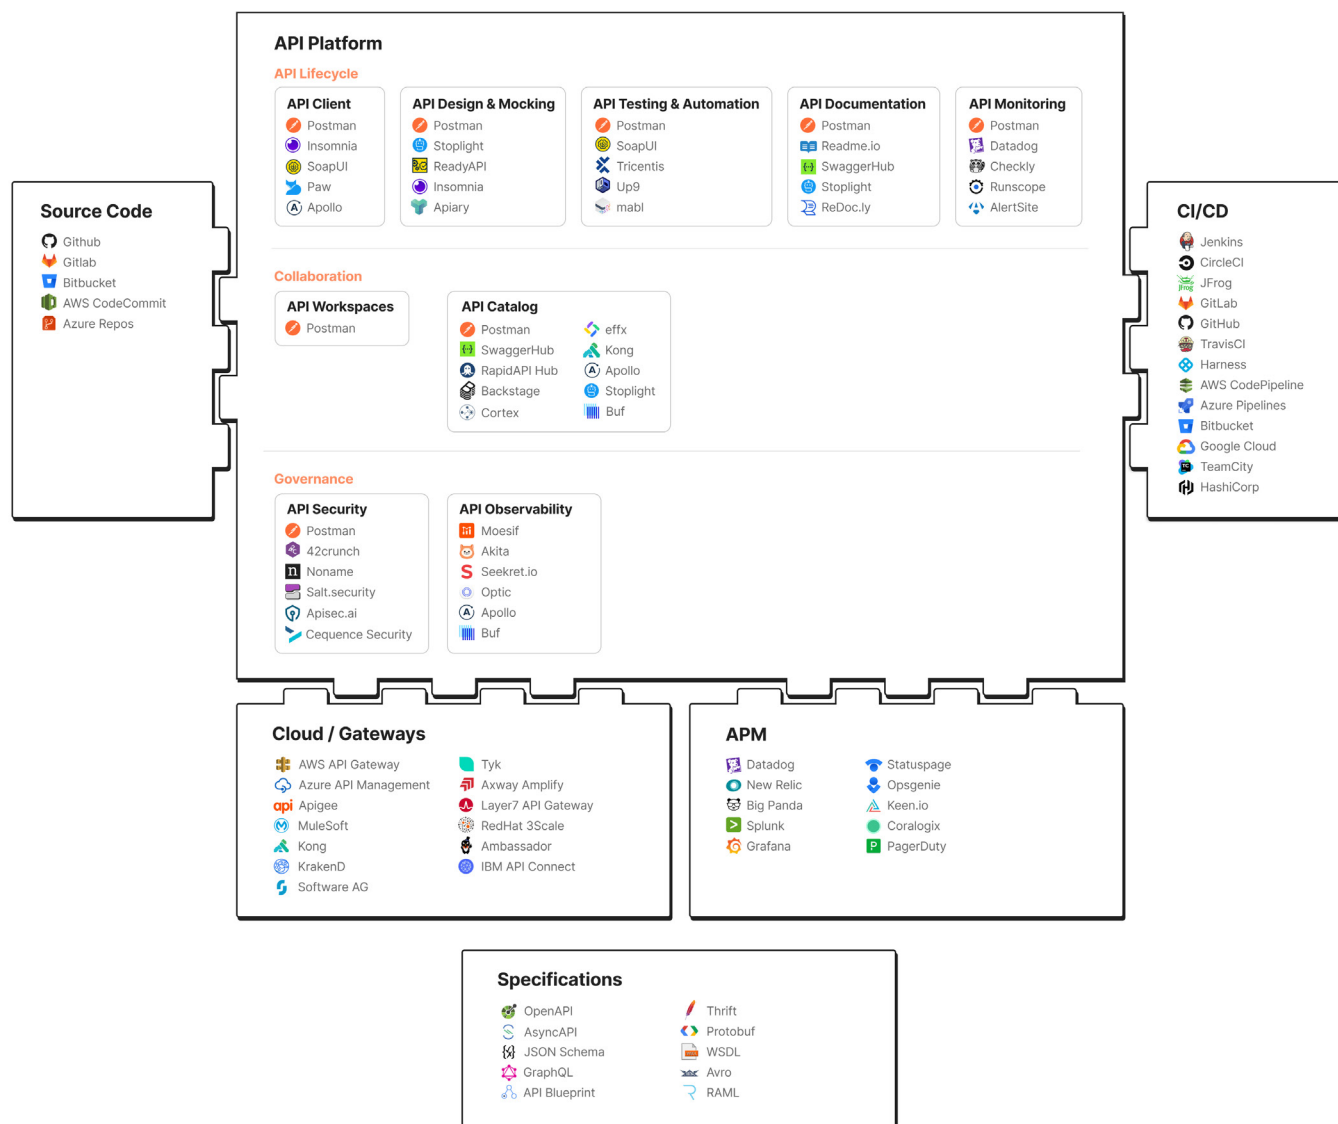 API Platform
API Lifecycle
API Client
Postman
Insomnia
SoapUI
Paw
Apollo
API Design & Mocking
Postman
Stoplight
ReadyAPI
Insomnia
Apiary
API Testing & Automation
Postman
SoapUI
Tricentis
Up9
mabl
API Documentation
Postman
Readme.io
SwaggerHub
Stoplight
ReDoc.ly
API Monitoring
Postman
Datadog
Checkly
Runscope
AlertSite
Source Code
Github
Gitlab
Bitbucket
AWS CodeCommit
Azure Repos
Collaboration
API Workspaces
Postman
API Catalog
Postman
SwaggerHub
RapidAPI Hub
Backstage
Cortex
effx
Kong
Apollo
Stoplight
Buf
CI/CD
Jenkins
CircleCI
JFrog
JFrog
GitLab
GitHub
TravisCI
Harness
AWS CodePipeline
Azure Pipelines
Bitbucket
Google Cloud
TC
TeamCity
HashiCorp
Governance
API Security
Postman
42crunch
n
Noname
Salt.security
Apisec.ai
Cequence Security
API Observability
Moesif
Akita
S
Seekret.io
Optic
A
Apollo
Buf
Cloud / Gateways
AWS API Gateway
Azure API Management
api
Apigee
MuleSoft
Kong
KrakenD
Software AG
Tyk
Axway Amplify
Layer7 API Gateway
RedHat 3Scale
Ambassador
IBM API Connect
APM
Datadog
New Relic
Big Panda
Splunk
Grafana
Statuspage
Opsgenie
Keen.io
Coralogix
P
PagerDuty
Specifications
OpenAPI
AsyncAPI
JSON Schema
GraphQL
API Blueprint
Thrift
Protobuf
WSDL
Avro
RAML